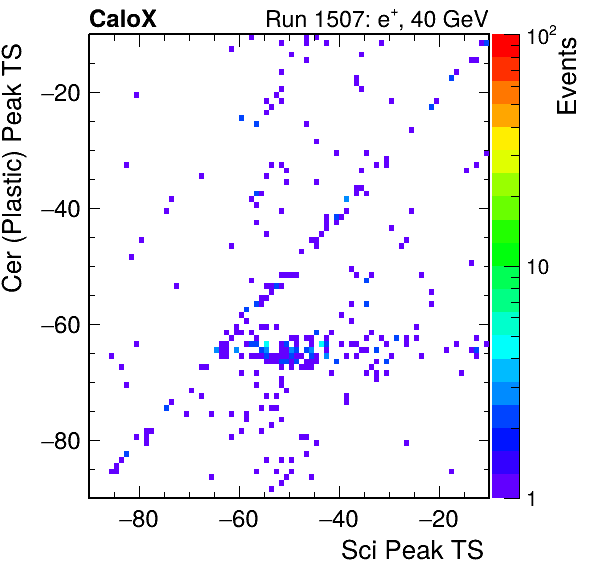 CaloX
Run 1507: e+, 40 GeV
Cer (Plastic) Peak TS
−20
−40
−60
−80
−80
−60
−40
−20
Sci Peak TS
10²
10
1
Events